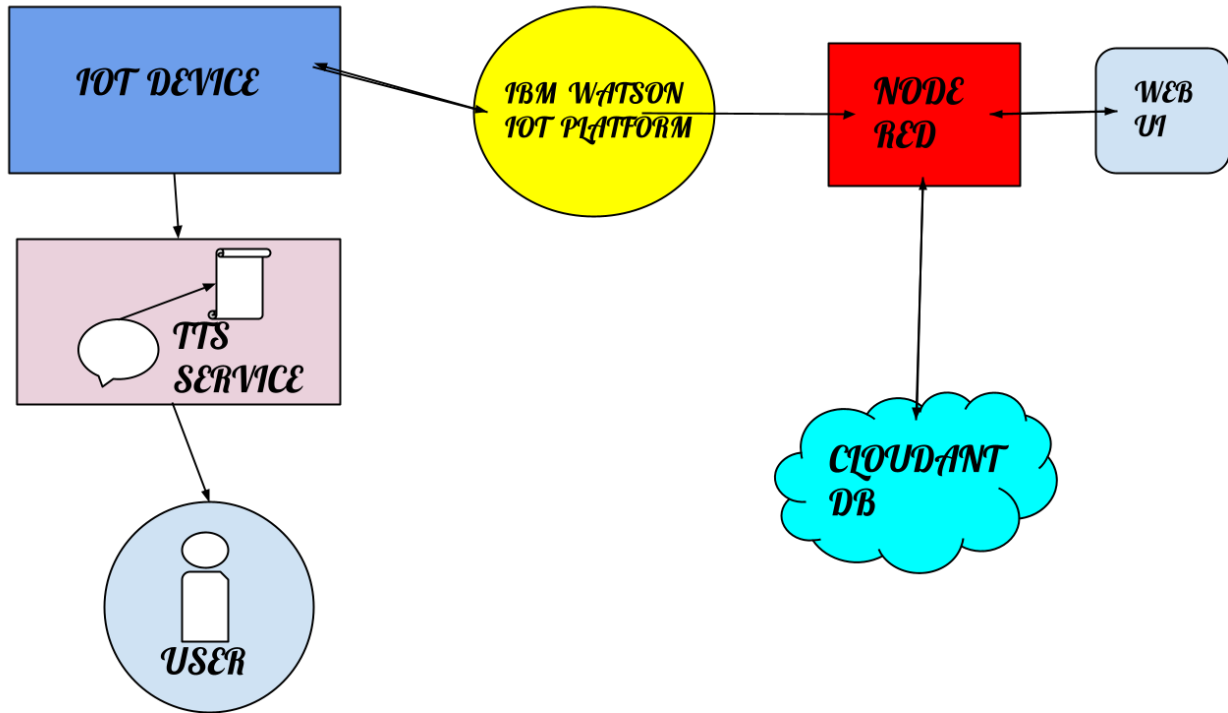 IOT DEVICE
IBM WATSON
IOT PLATFORM
NODE
RED
WEB
UI
TTS
SERVICE
CLOUDANT
DB
USER